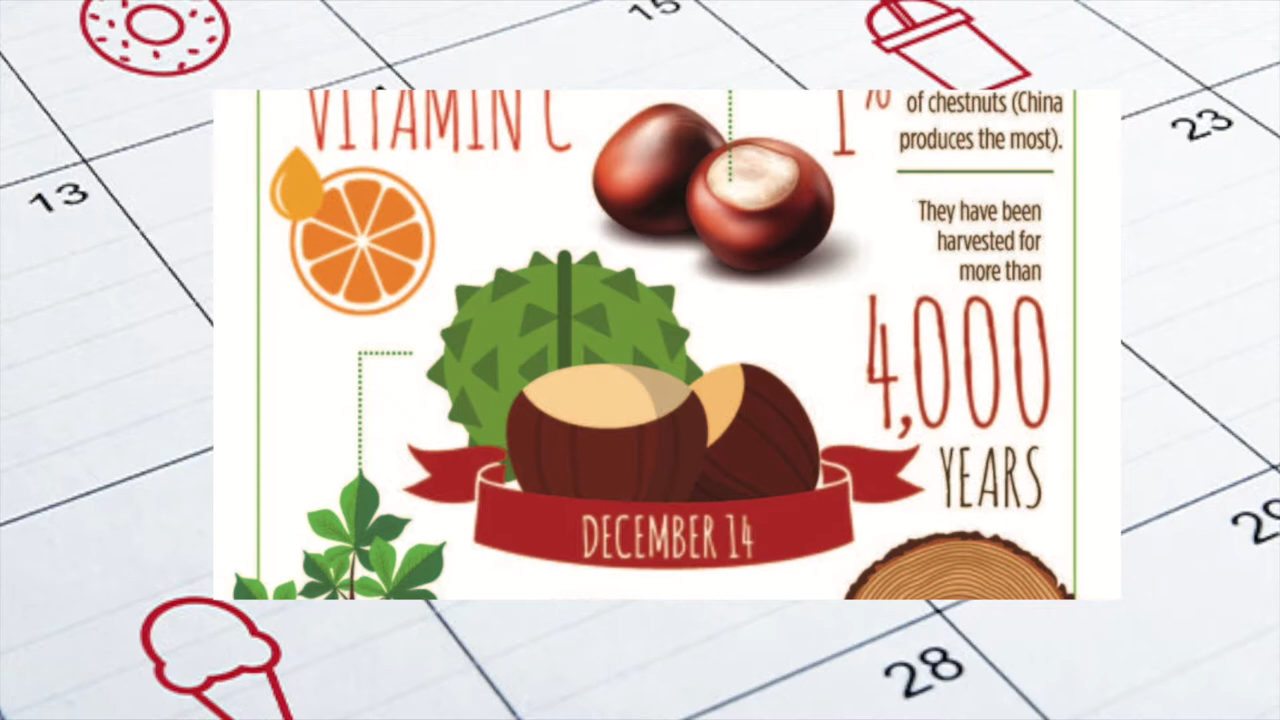 15
23
13
28
VITAMIN C
1%
of chestnuts (China
produces the most).
They have been
harvested for
more than
4,000
YEARS
DECEMBER 14